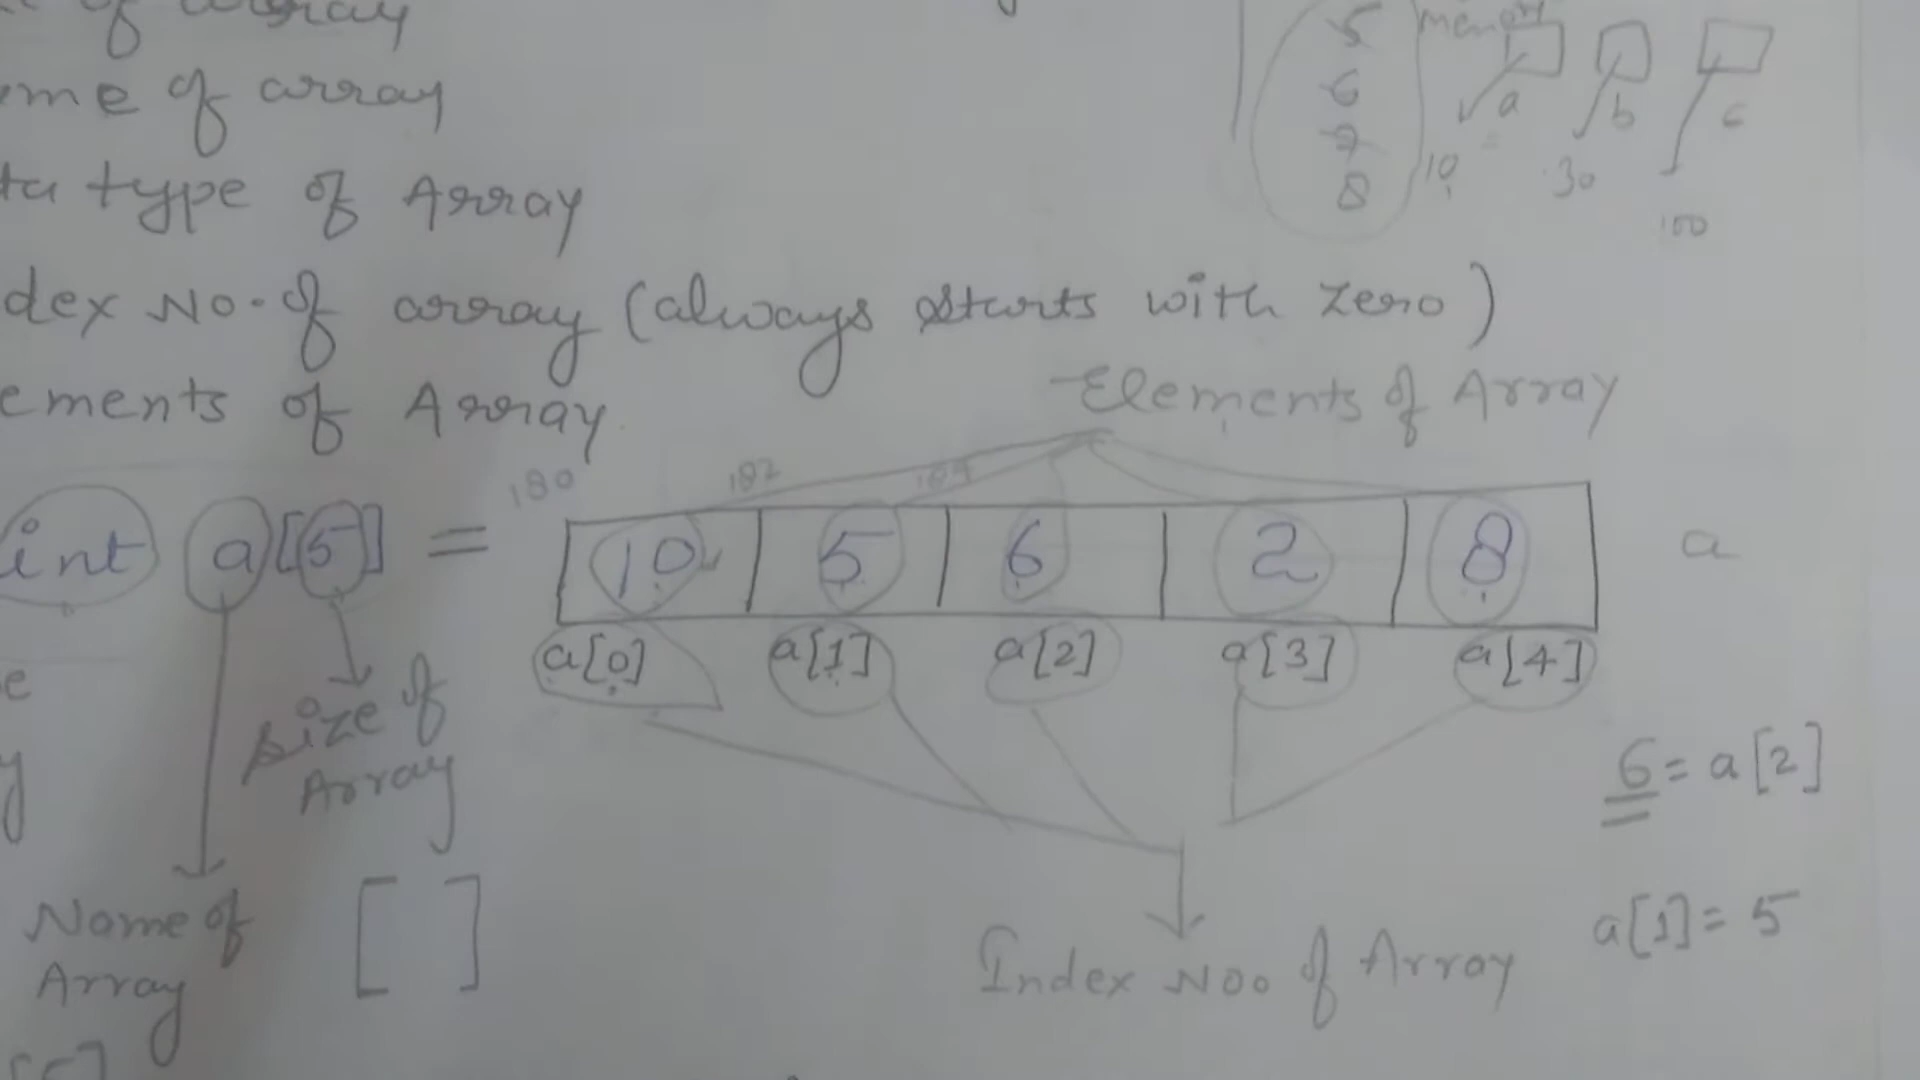 of array
me of array
ta type of Array
dex No. of array (always starts with zero)
ements of Array
5
6
7
8
memory
a b c
10 30 100
Elements of Array
180 182 184
int a[5] = 10 5 6 2 8 a
a[0] a[1] a[2] a[3] a[4]
size of
Array
6 = a[2]
a[1] = 5
Name of
Array
[ ]
Index No. of Array